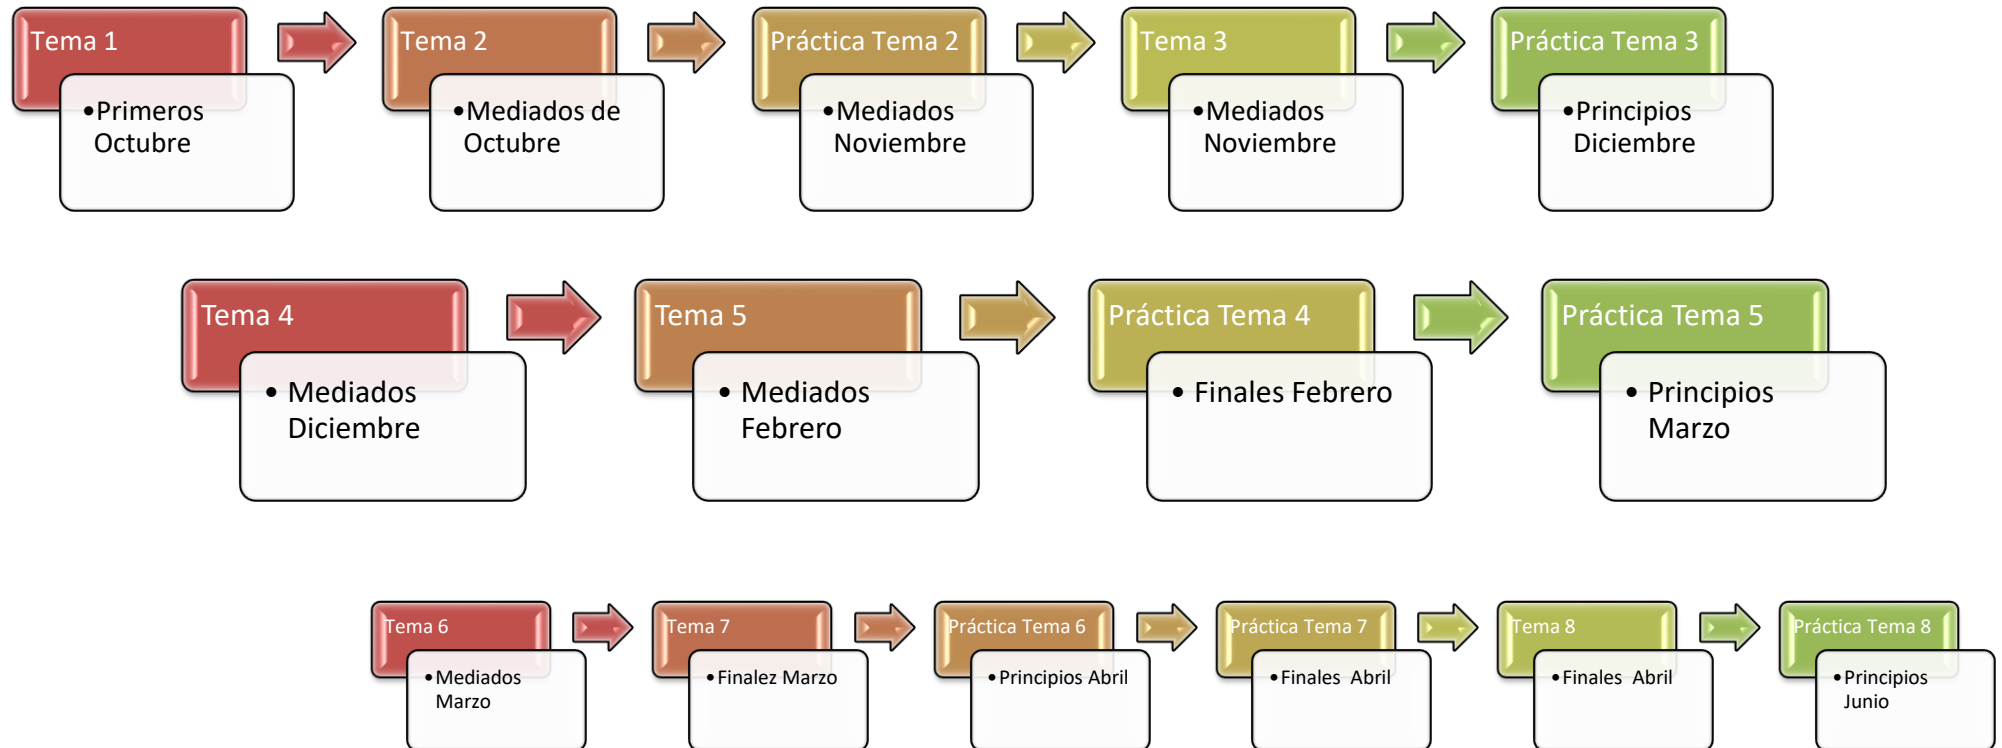 Tema 1
•Primeros
Octubre
Tema 2
•Mediados de
Octubre
Práctica Tema 2
•Mediados
Noviembre
Tema 3
•Mediados
Noviembre
Práctica Tema 3
•Principios
Diciembre
Tema 4
• Mediados
Diciembre
Tema 5
• Mediados
Febrero
Práctica Tema 4
• Finales Febrero
Práctica Tema 5
• Principios
Marzo
Tema 6
•Mediados
Marzo
Tema 7
•Finalez Marzo
Práctica Tema 6
•Principios Abril
Práctica Tema 7
•Finales Abril
Tema 8
•Finales Abril
Práctica Tema 8
•Principios
Junio